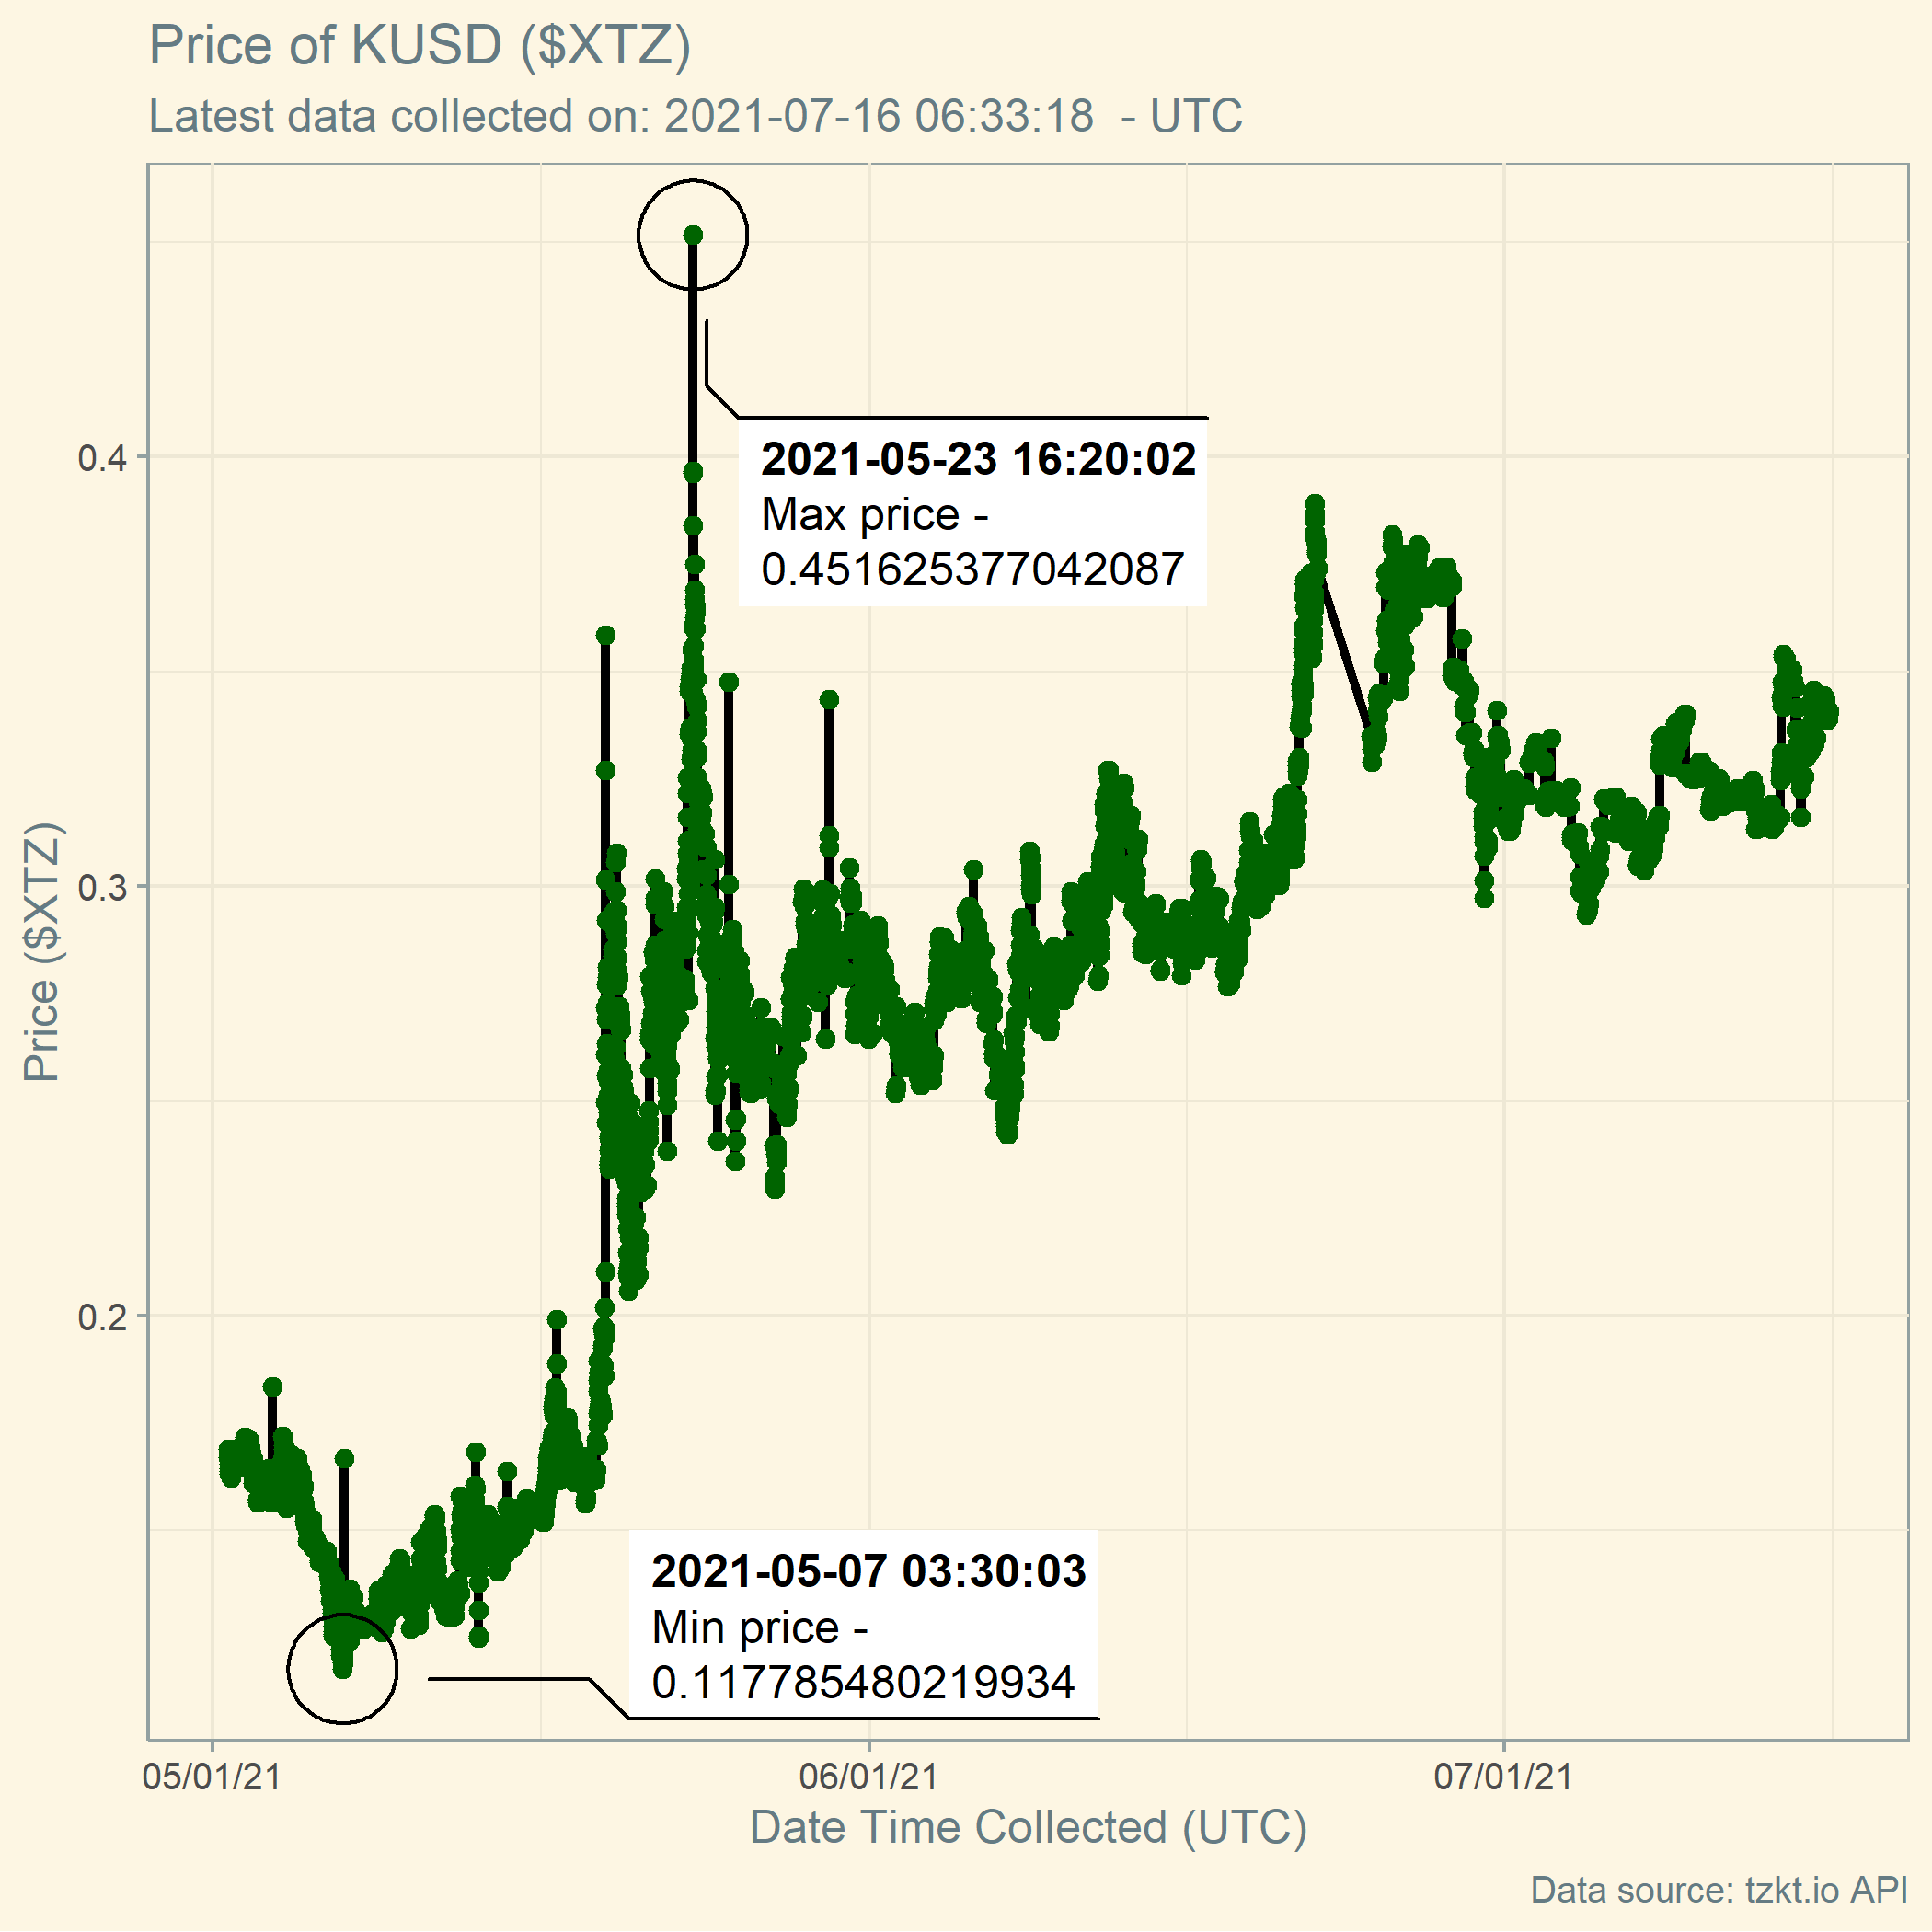 Price of KUSD ($XTZ)
Latest data collected on: 2021-07-16 06:33:18  - UTC
Price ($XTZ)
0.4
0.3
0.2
2021-05-23 16:20:02
Max price -
0.451625377042087
2021-05-07 03:30:03
Min price -
0.117785480219934
05/01/21
06/01/21
07/01/21
Date Time Collected (UTC)
Data source: tzkt.io API